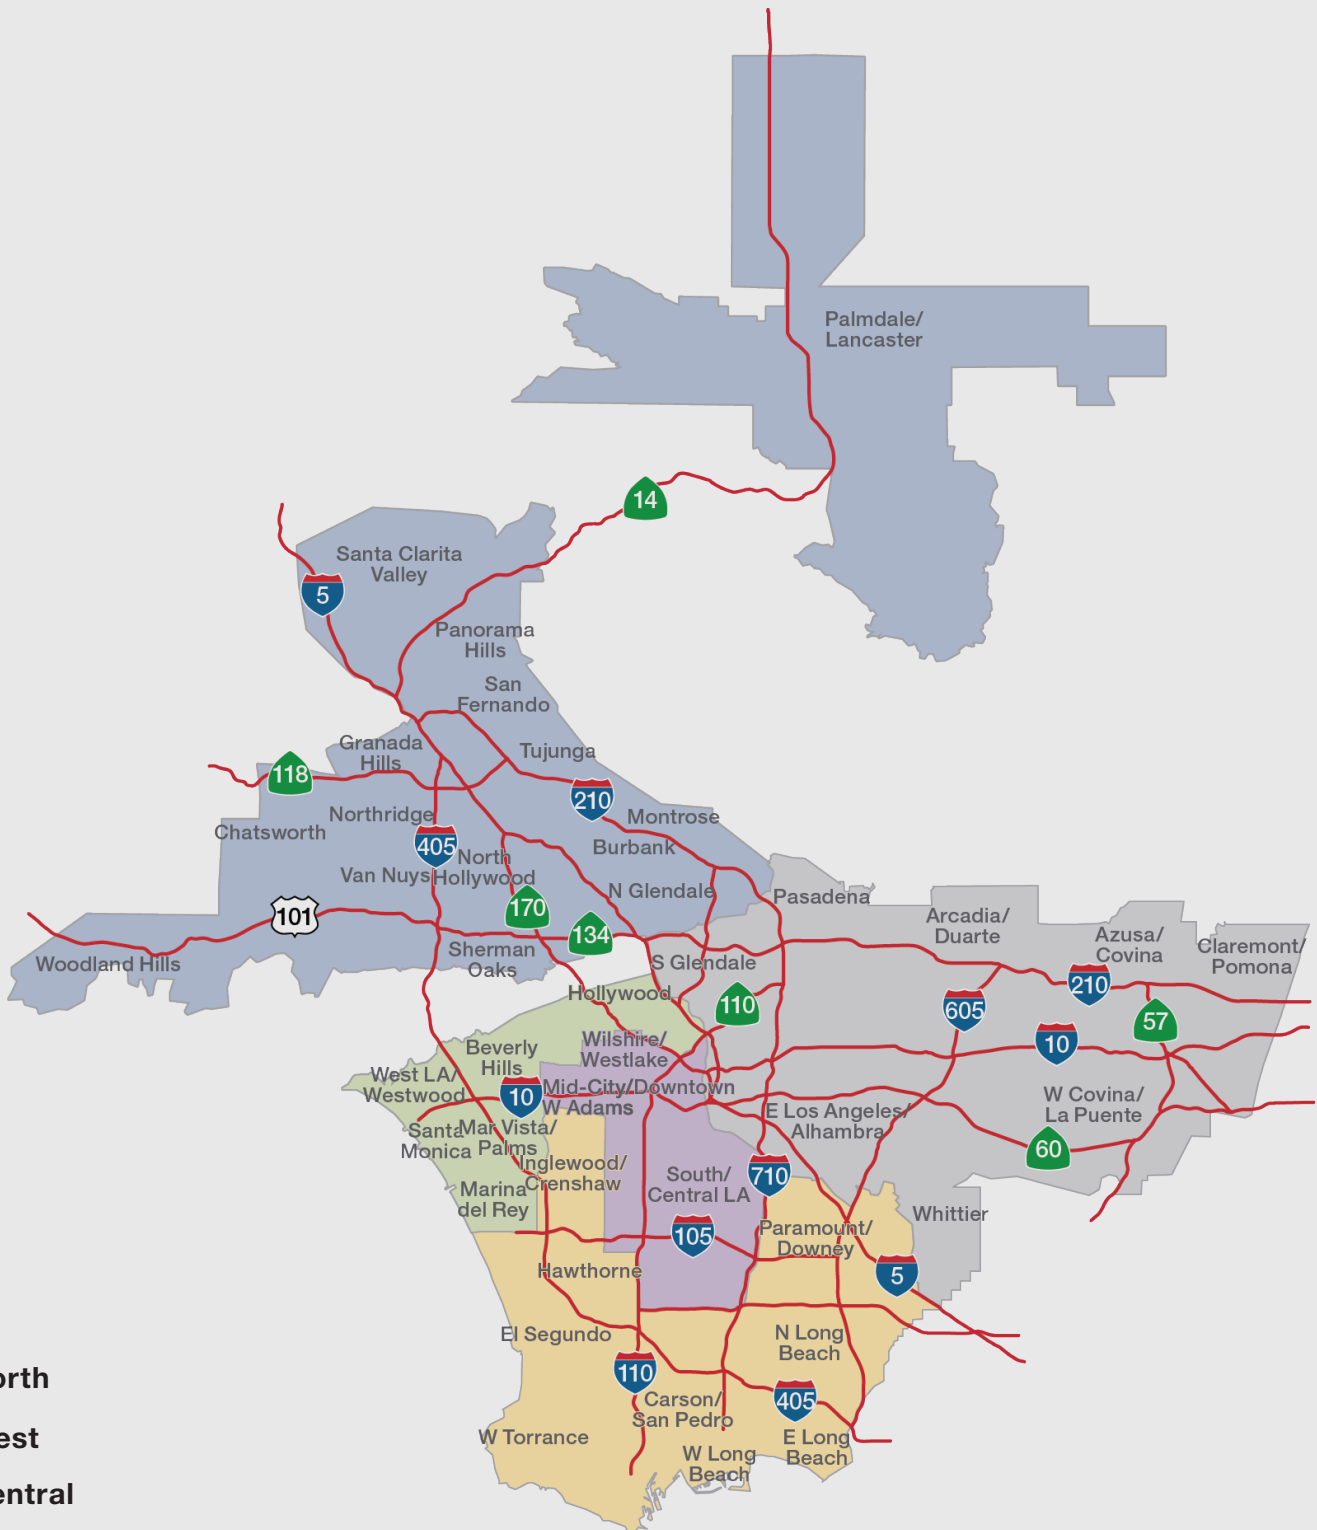 Palmdale/
Lancaster
14
Santa Clarita
Valley
5
Panorama
Hills
San
Fernando
Granada
Hills
Tujunga
118
210
Northridge
Montrose
Chatsworth
405
Burbank
North
Hollywood
Van Nuys
N Glendale
Pasadena
170
101
134
Arcadia/
Duarte
Azusa/
Covina
Claremont/
Pomona
Sherman
Oaks
Woodland Hills
S Glendale
Hollywood
110
605
210
57
10
Wilshire/
Westlake
Beverly
Hills
West LA/
Westwood
10
Mid-City/Downtown
W Adams
E Los Angeles/
Alhambra
W Covina/
La Puente
60
Santa
Monica
Mar Vista/
Palms
Inglewood/
Crenshaw
South/
Central LA
710
Marina
del Rey
Whittier
105
Paramount/
Downey
Hawthorne
5
El Segundo
N Long
Beach
110
405
Carson/
San Pedro
W Torrance
E Long
Beach
W Long
Beach
orth
est
entral